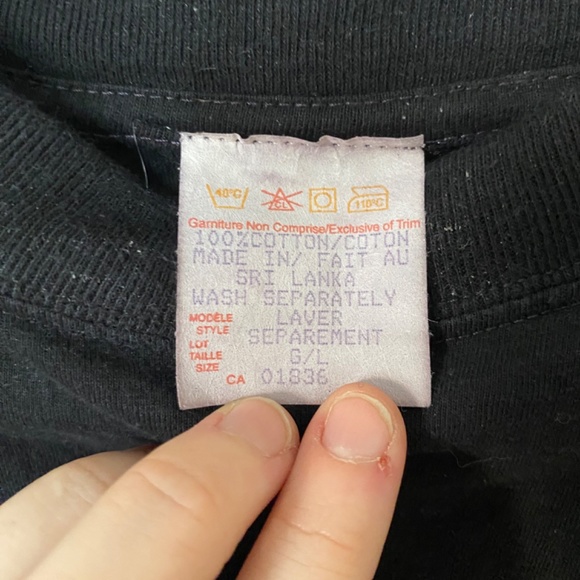 40°C CL 110°C
Garniture Non Comprise/Exclusive of Trim
100%COTTON/COTON
MADE IN/ FAIT AU
SRI LANKA
WASH SEPARATELY
MODÈLE LAVER
STYLE SEPAREMENT
LOT
TAILLE G/L
SIZE
CA 01836